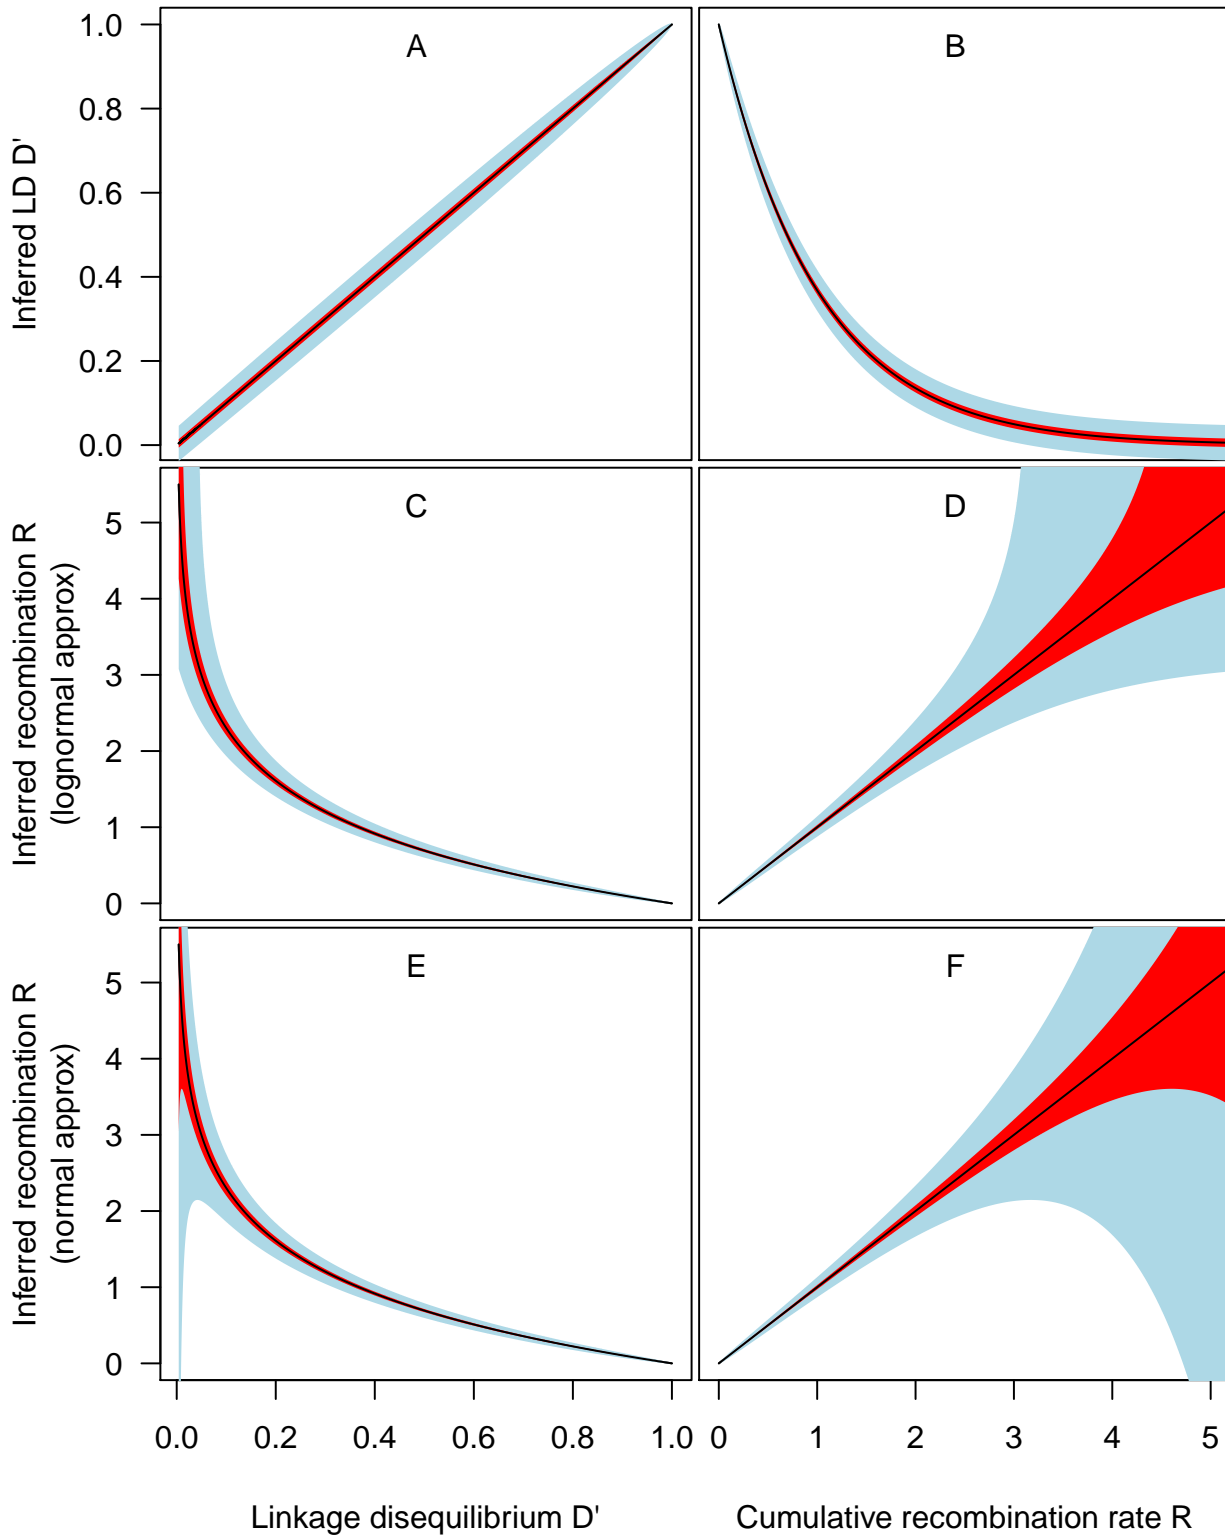 A
B
Inferred LD D'
1.0
0.8
0.6
0.4
0.2
0.0
C
D
Inferred recombination R
(lognormal approx)
5
4
3
2
1
0
E
F
Inferred recombination R
(normal approx)
5
4
3
2
1
0
0.0 0.2 0.4 0.6 0.8 1.0 0 1 2 3 4 5
Linkage disequilibrium D' Cumulative recombination rate R